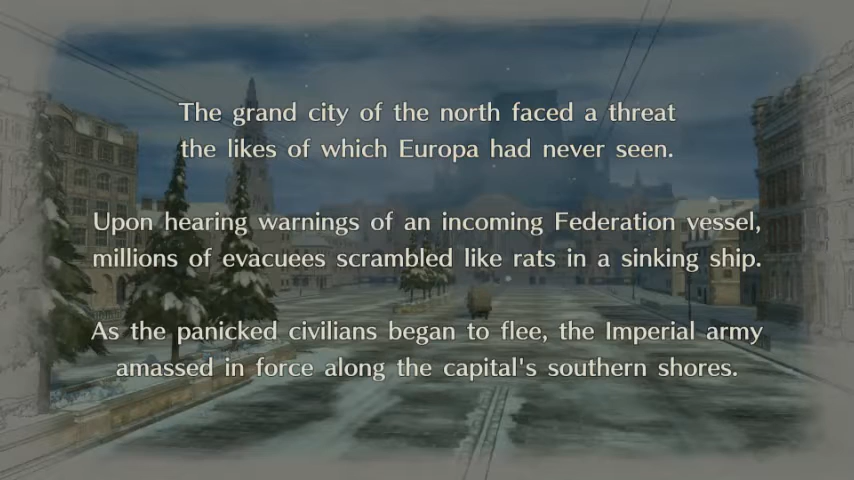 The grand city of the north faced a threat
the likes of which Europa had never seen.
Upon hearing warnings of an incoming Federation vessel,
millions of evacuees scrambled like rats in a sinking ship.
As the panicked civilians began to flee, the Imperial army
amassed in force along the capital's southern shores.